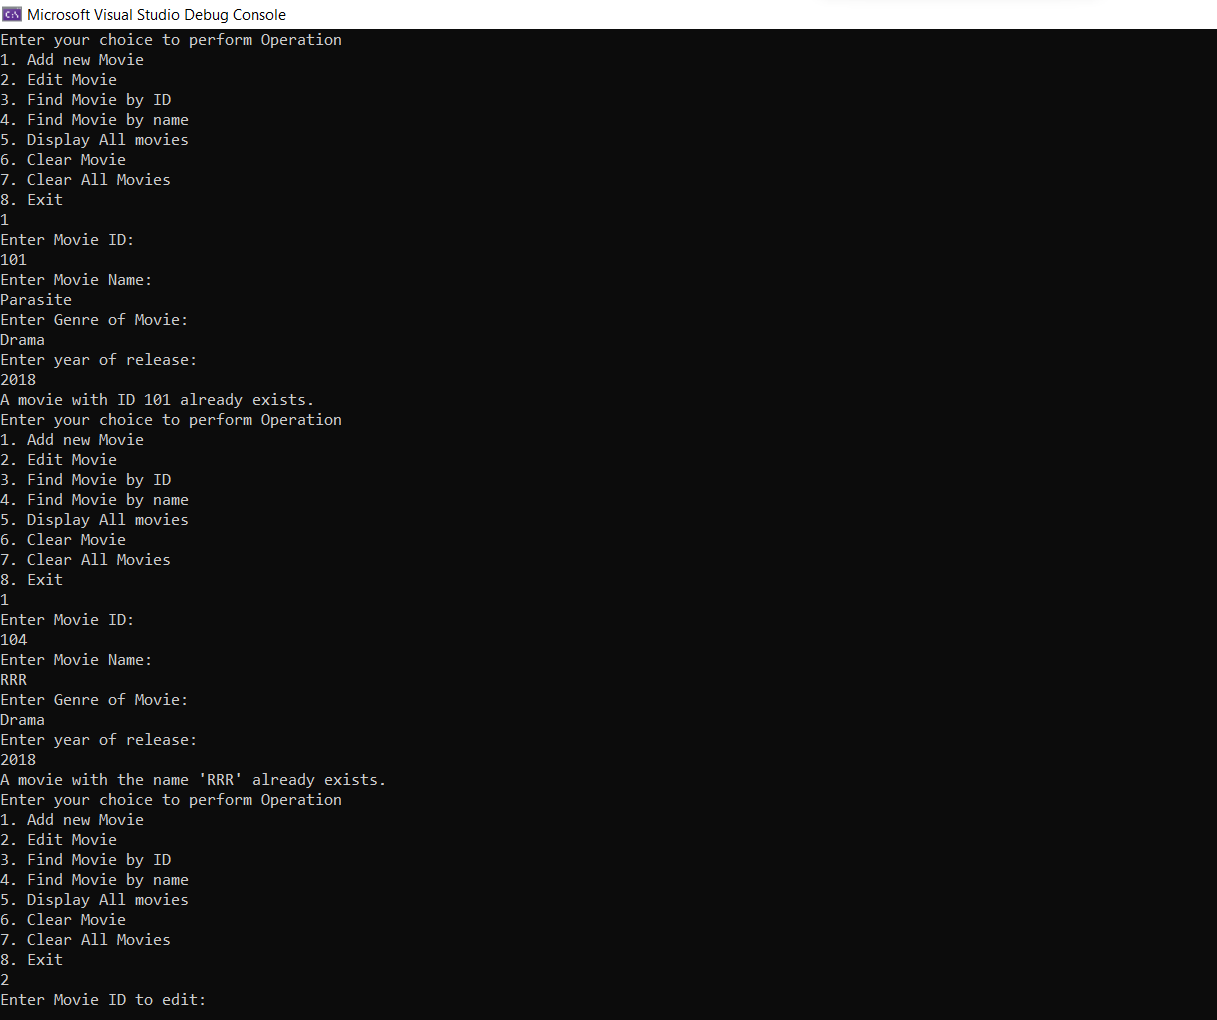 Microsoft Visual Studio Debug Console
Enter your choice to perform Operation
1. Add new Movie
2. Edit Movie
3. Find Movie by ID
4. Find Movie by name
5. Display All movies
6. Clear Movie
7. Clear All Movies
8. Exit
1
Enter Movie ID:
101
Enter Movie Name:
Parasite
Enter Genre of Movie:
Drama
Enter year of release:
2018
A movie with ID 101 already exists.
Enter your choice to perform Operation
1. Add new Movie
2. Edit Movie
3. Find Movie by ID
4. Find Movie by name
5. Display All movies
6. Clear Movie
7. Clear All Movies
8. Exit
1
Enter Movie ID:
104
Enter Movie Name:
RRR
Enter Genre of Movie:
Drama
Enter year of release:
2018
A movie with the name 'RRR' already exists.
Enter your choice to perform Operation
1. Add new Movie
2. Edit Movie
3. Find Movie by ID
4. Find Movie by name
5. Display All movies
6. Clear Movie
7. Clear All Movies
8. Exit
2
Enter Movie ID to edit: